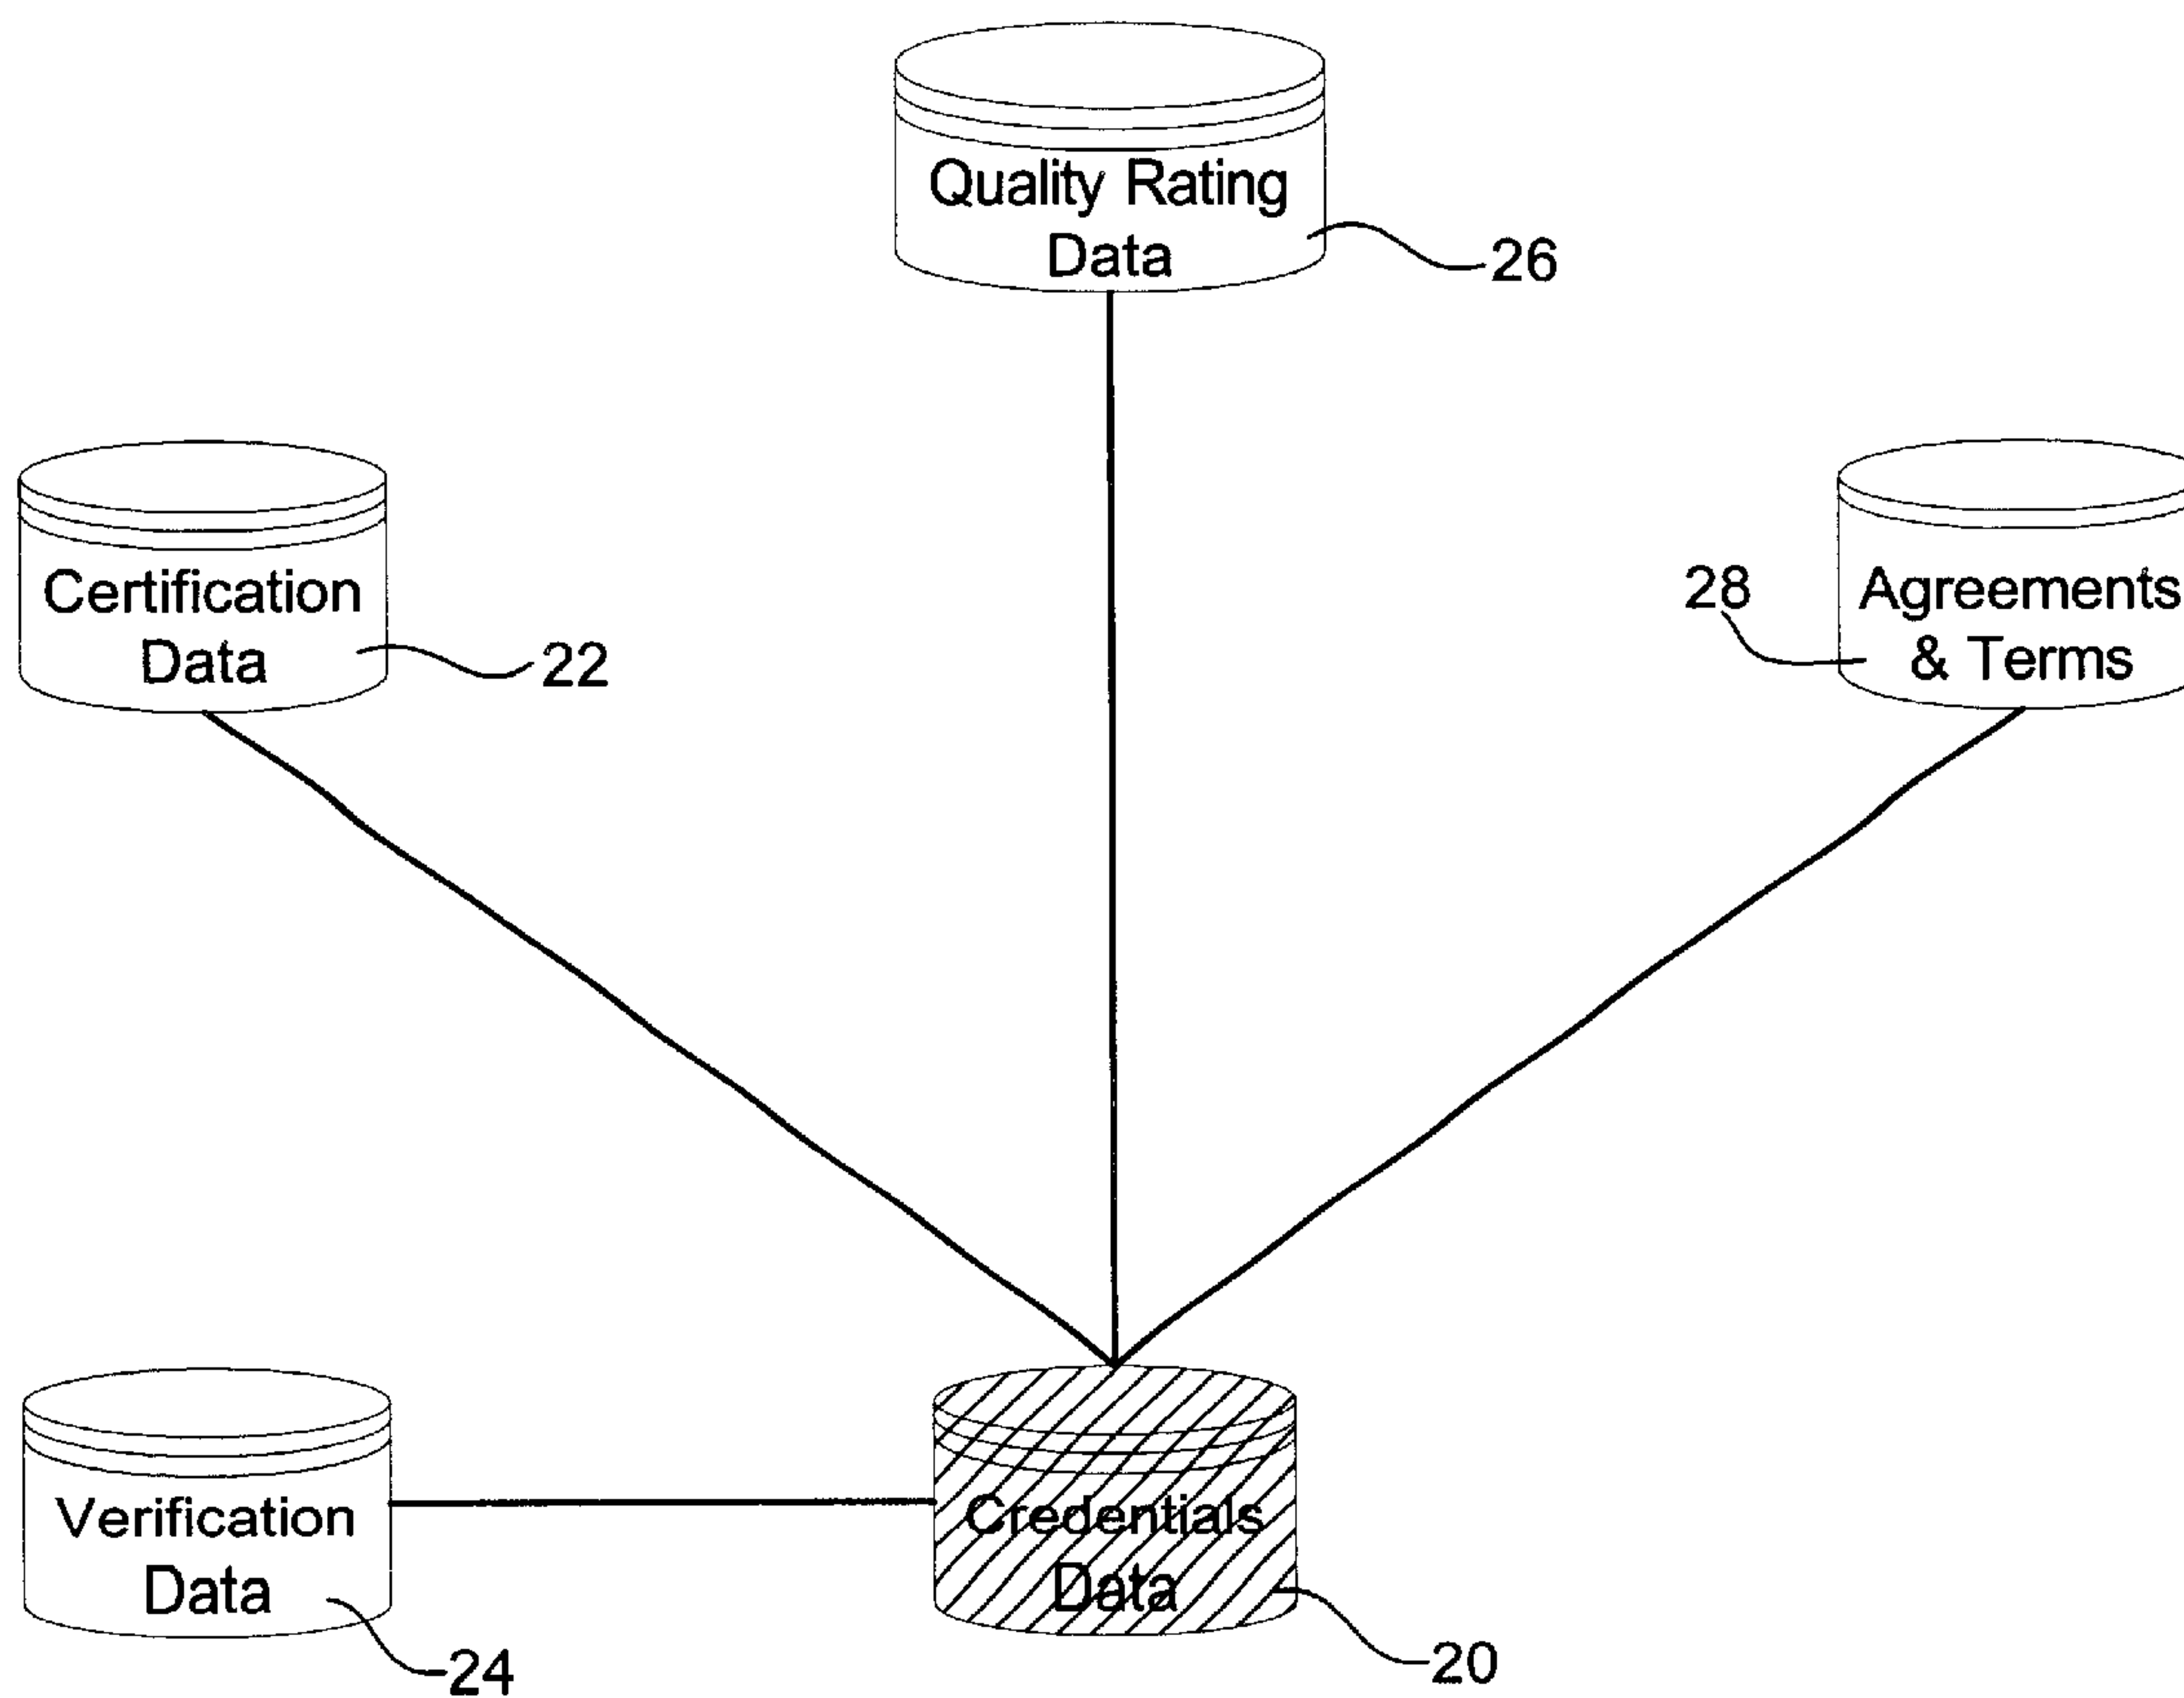 Quality Rating
Data
26
Certification
Data
22
28
Agreements
& Terms
Verification
Data
24
Credentials
Data
20